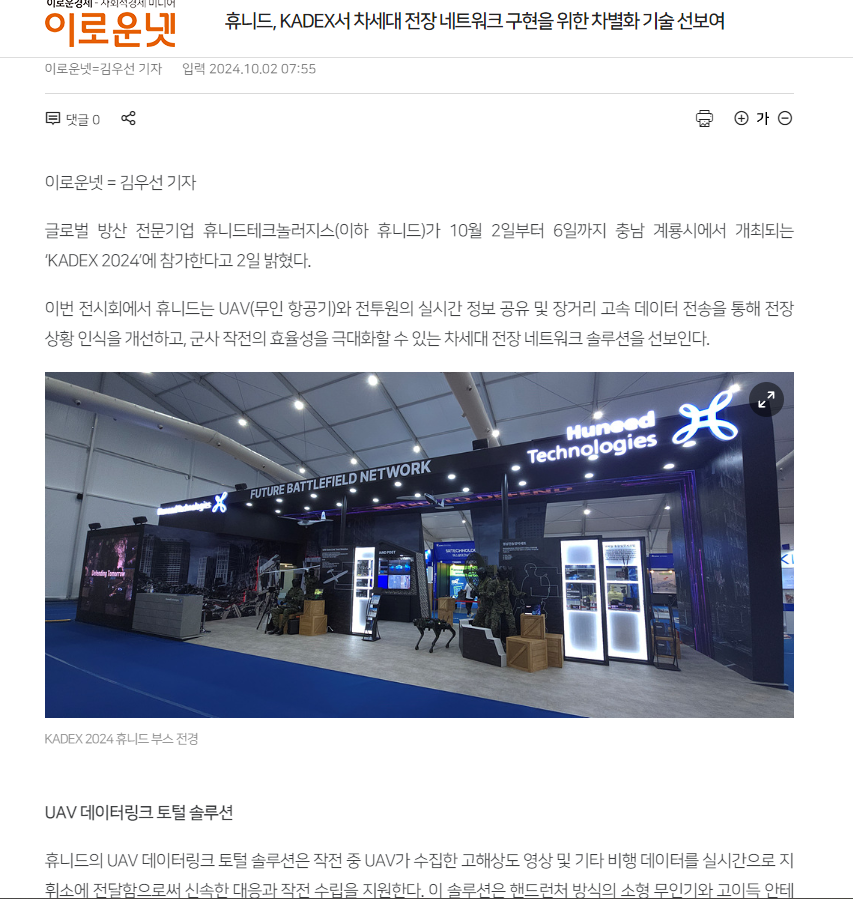 이로운경제 - 사회적경제 미디어
이로운넷
휴니드, KADEX서 차세대 전장 네트워크 구현을 위한 차별화 기술 선보여
이로운넷=김우선 기자 입력 2024.10.02 07:55
댓글 0
가
이로운넷 = 김우선 기자
글로벌 방산 전문기업 휴니드테크놀러지스(이하 휴니드)가 10월 2일부터 6일까지 충남 계룡시에서 개최되는
‘KADEX 2024’에 참가한다고 2일 밝혔다.
이번 전시회에서 휴니드는 UAV(무인 항공기)와 전투원의 실시간 정보 공유 및 장거리 고속 데이터 전송을 통해 전장
상황 인식을 개선하고, 군사 작전의 효율성을 극대화할 수 있는 차세대 전장 네트워크 솔루션을 선보인다.
Huneed
Technologies
FUTURE BATTLEFIELD NETWORK
Huneed Technologies
Defending Tomorrow
KADEX 2024 휴니드 부스 전경
UAV 데이터링크 토털 솔루션
휴니드의 UAV 데이터링크 토털 솔루션은 작전 중 UAV가 수집한 고해상도 영상 및 기타 비행 데이터를 실시간으로 지
휘소에 전달함으로써 신속한 대응과 작전 수립을 지원한다. 이 솔루션은 핸드런처 방식의 소형 무인기와 고이득 안테